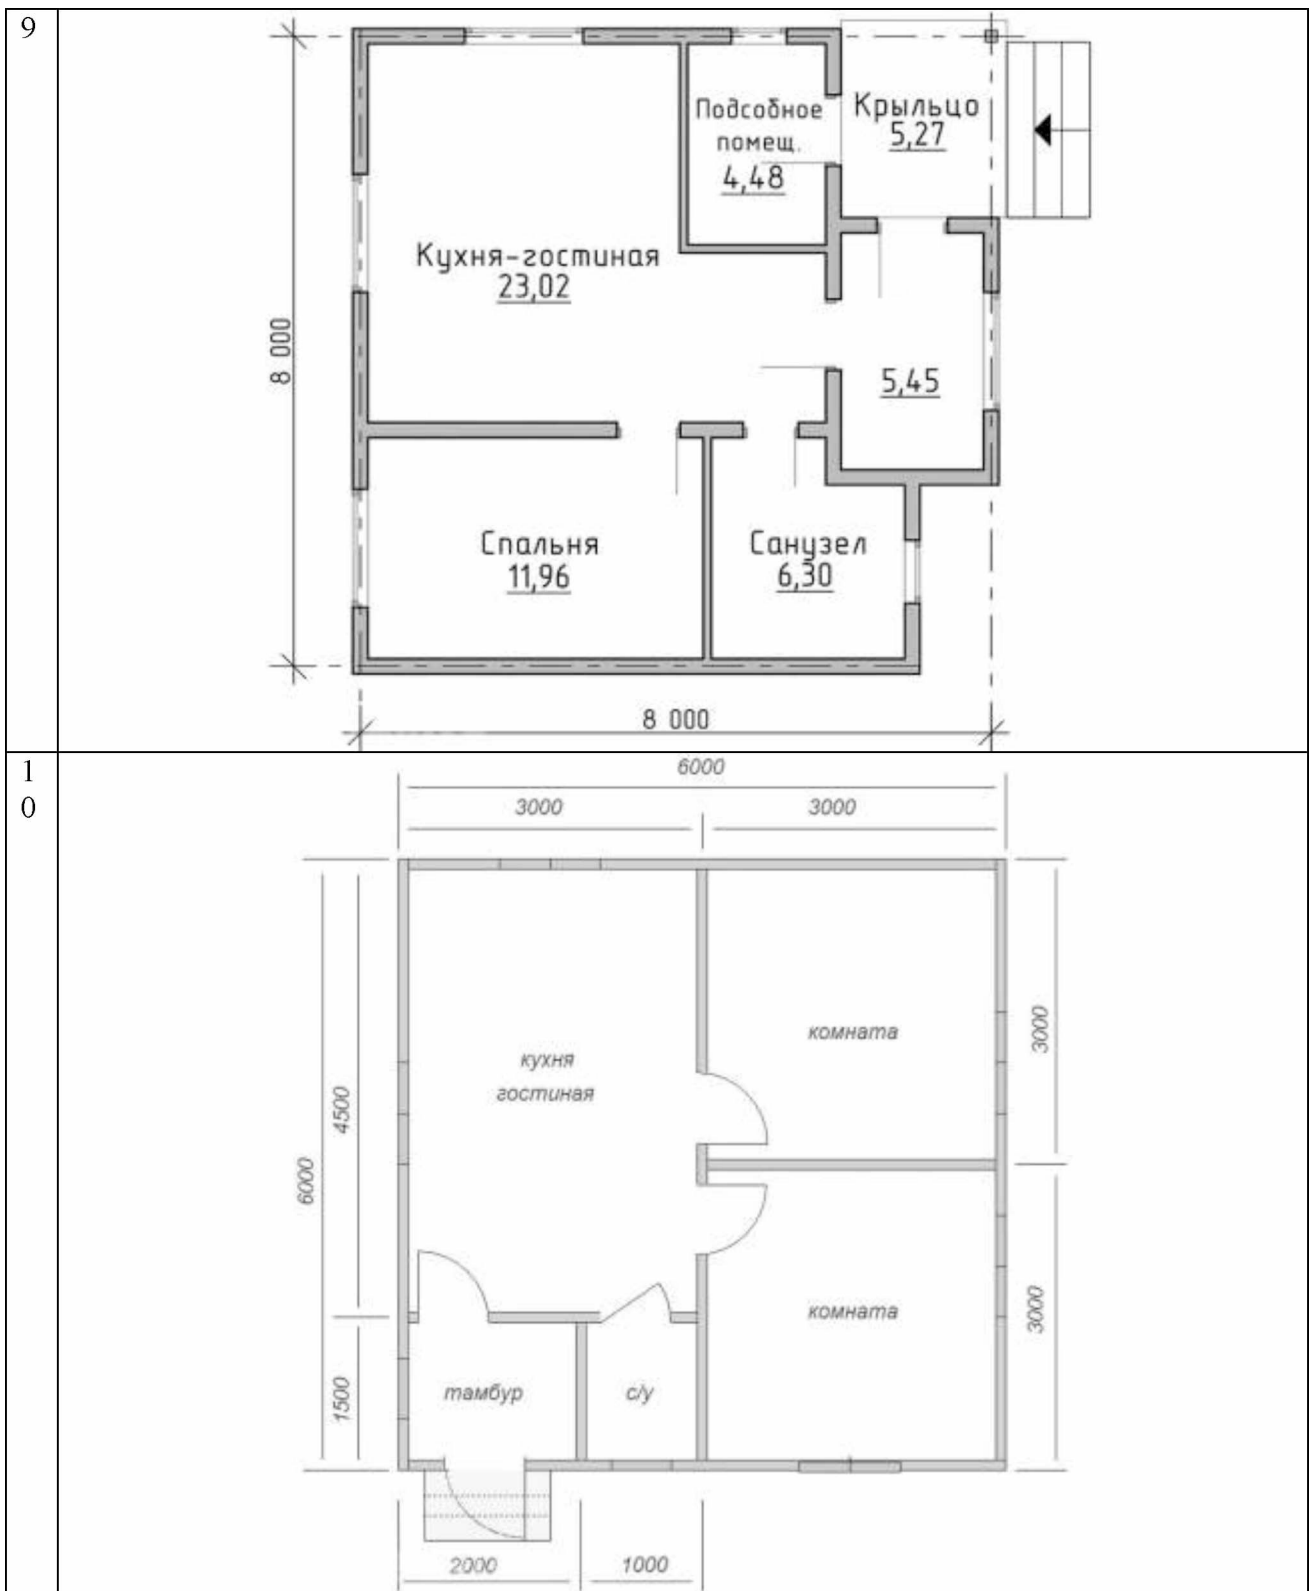 9
Подсобное
помещ.
4,48
Крыльцо
5,27
Кухня-гостиная
23,02
8 000
5,45
Спальня
11,96
Санузел
6,30
8 000
1
0
6000
3000
3000
кухня
гостиная
комната
3000
4500
6000
комната
3000
1500
тамбур
с/у
2000
1000